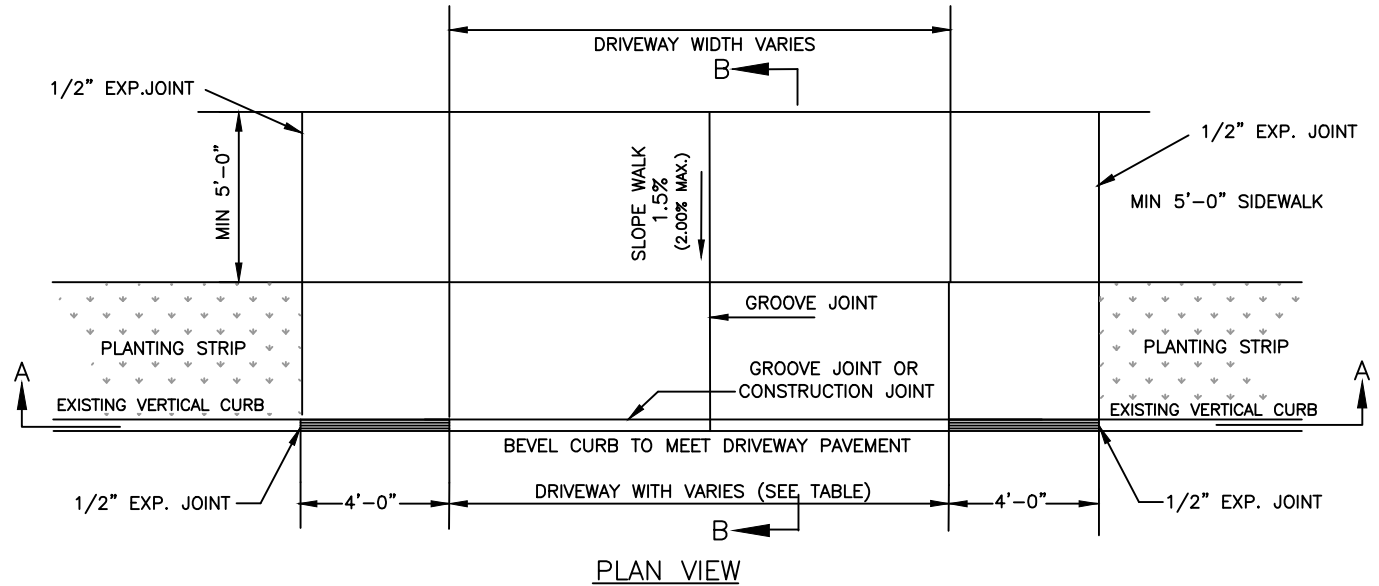 DRIVEWAY WIDTH VARIES
B
1/2" EXP.JOINT
1/2" EXP. JOINT
MIN 5'-0"
SLOPE WALK
1.5%
(2.00% MAX.)
MIN 5'-0" SIDEWALK
GROOVE JOINT
PLANTING STRIP
PLANTING STRIP
GROOVE JOINT OR
CONSTRUCTION JOINT
A
A
EXISTING VERTICAL CURB
EXISTING VERTICAL CURB
BEVEL CURB TO MEET DRIVEWAY PAVEMENT
1/2" EXP. JOINT
4'-0"
DRIVEWAY WITH VARIES (SEE TABLE)
4'-0"
1/2" EXP. JOINT
B
PLAN VIEW